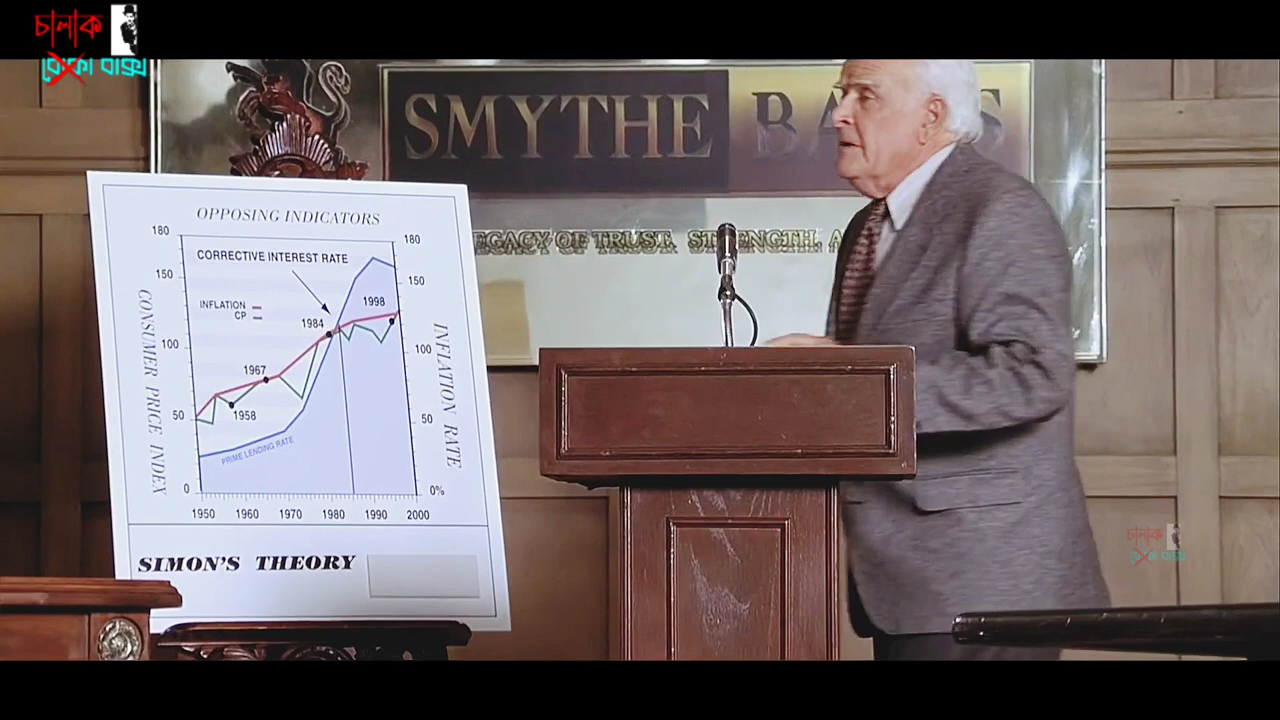 চালাক
বোকা বাক্স
SMYTHE
LEGACY OF TRUST. STRENGTH. A
OPPOSING INDICATORS
180
180
CORRECTIVE INTEREST RATE
150
150
INFLATION
CP
1998
1984
100
100
1967
50
1958
50
PRIME LENDING RATE
0
0%
1950 1960 1970 1980 1990 2000
CONSUMER PRICE INDEX
INFLATION RATE
SIMON'S THEORY
চালাক
বোকা বাক্স